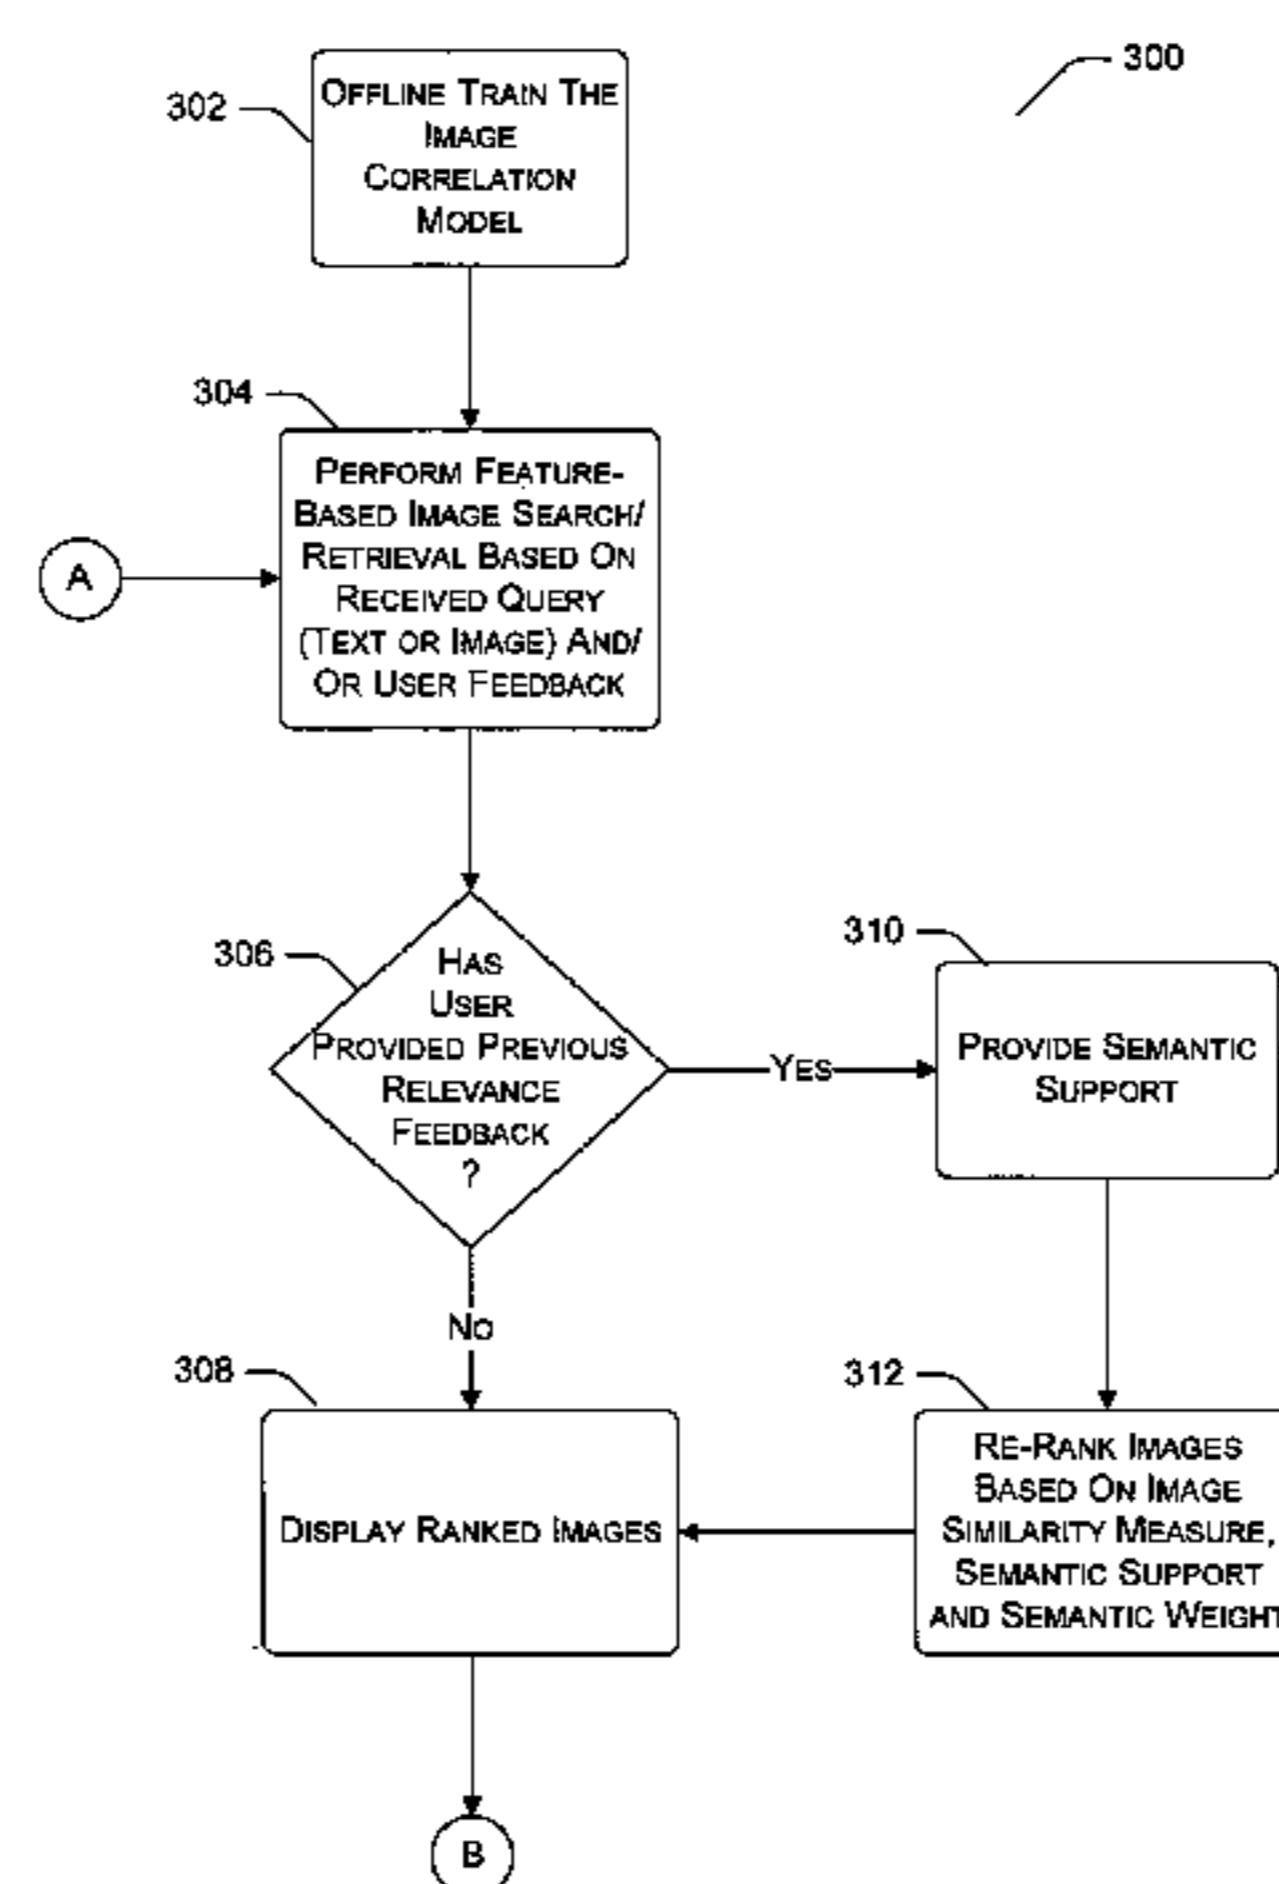 300
302
OFFLINE TRAIN THE
IMAGE
CORRELATION
MODEL
304
PERFORM FEATURE-
BASED IMAGE SEARCH/
RETRIEVAL BASED ON
RECEIVED QUERY
(TEXT OR IMAGE) AND/
OR USER FEEDBACK
A
306
HAS
USER
PROVIDED PREVIOUS
RELEVANCE
FEEDBACK
?
YES
310
PROVIDE SEMANTIC
SUPPORT
NO
308
DISPLAY RANKED IMAGES
312
RE-RANK IMAGES
BASED ON IMAGE
SIMILARITY MEASURE,
SEMANTIC SUPPORT
AND SEMANTIC WEIGHT
B